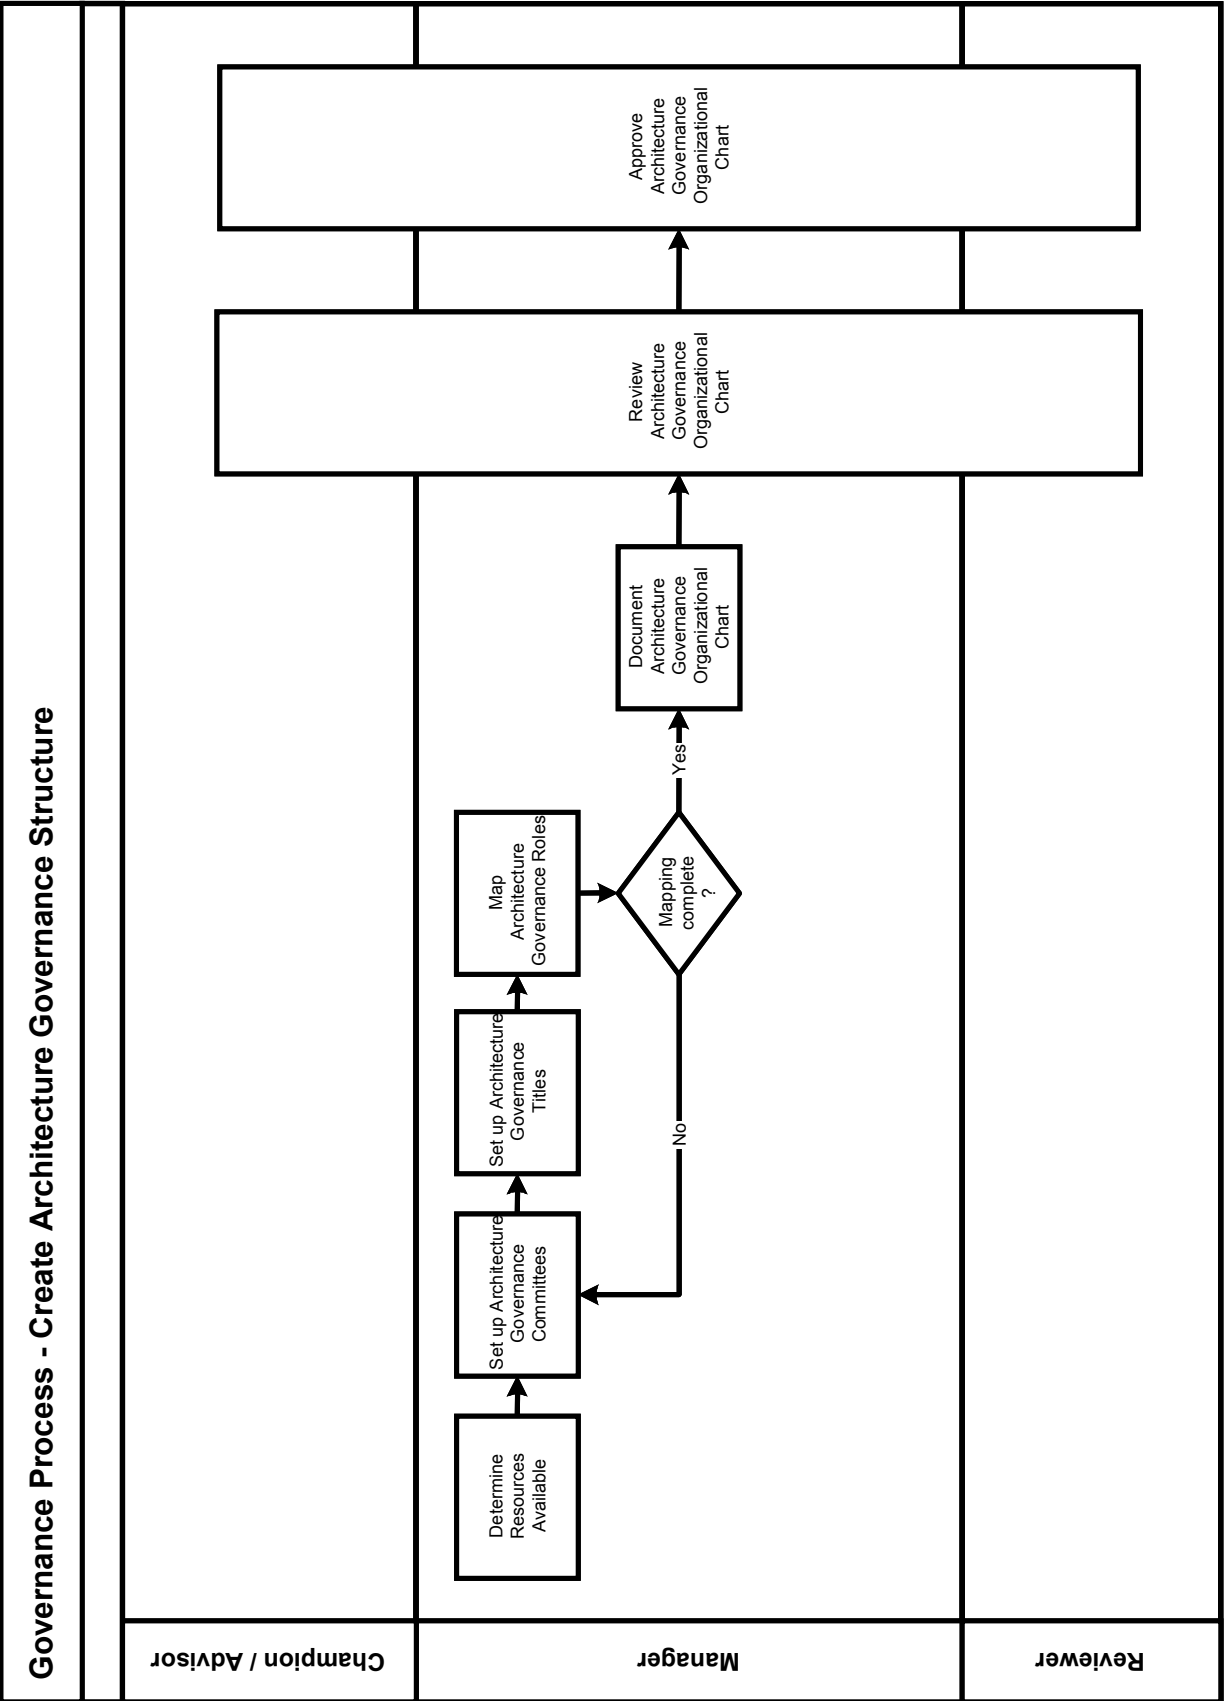 Governance Process - Create Architecture Governance Structure
Champion / Advisor
Manager
Reviewer
Determine
Resources
Available
Set up Architecture
Governance
Committees
Set up Architecture
Governance
Titles
Map
Architecture
Governance Roles
Mapping
complete
?
No
Yes
Document
Architecture
Governance
Organizational
Chart
Review
Architecture
Governance
Organizational
Chart
Approve
Architecture
Governance
Organizational
Chart